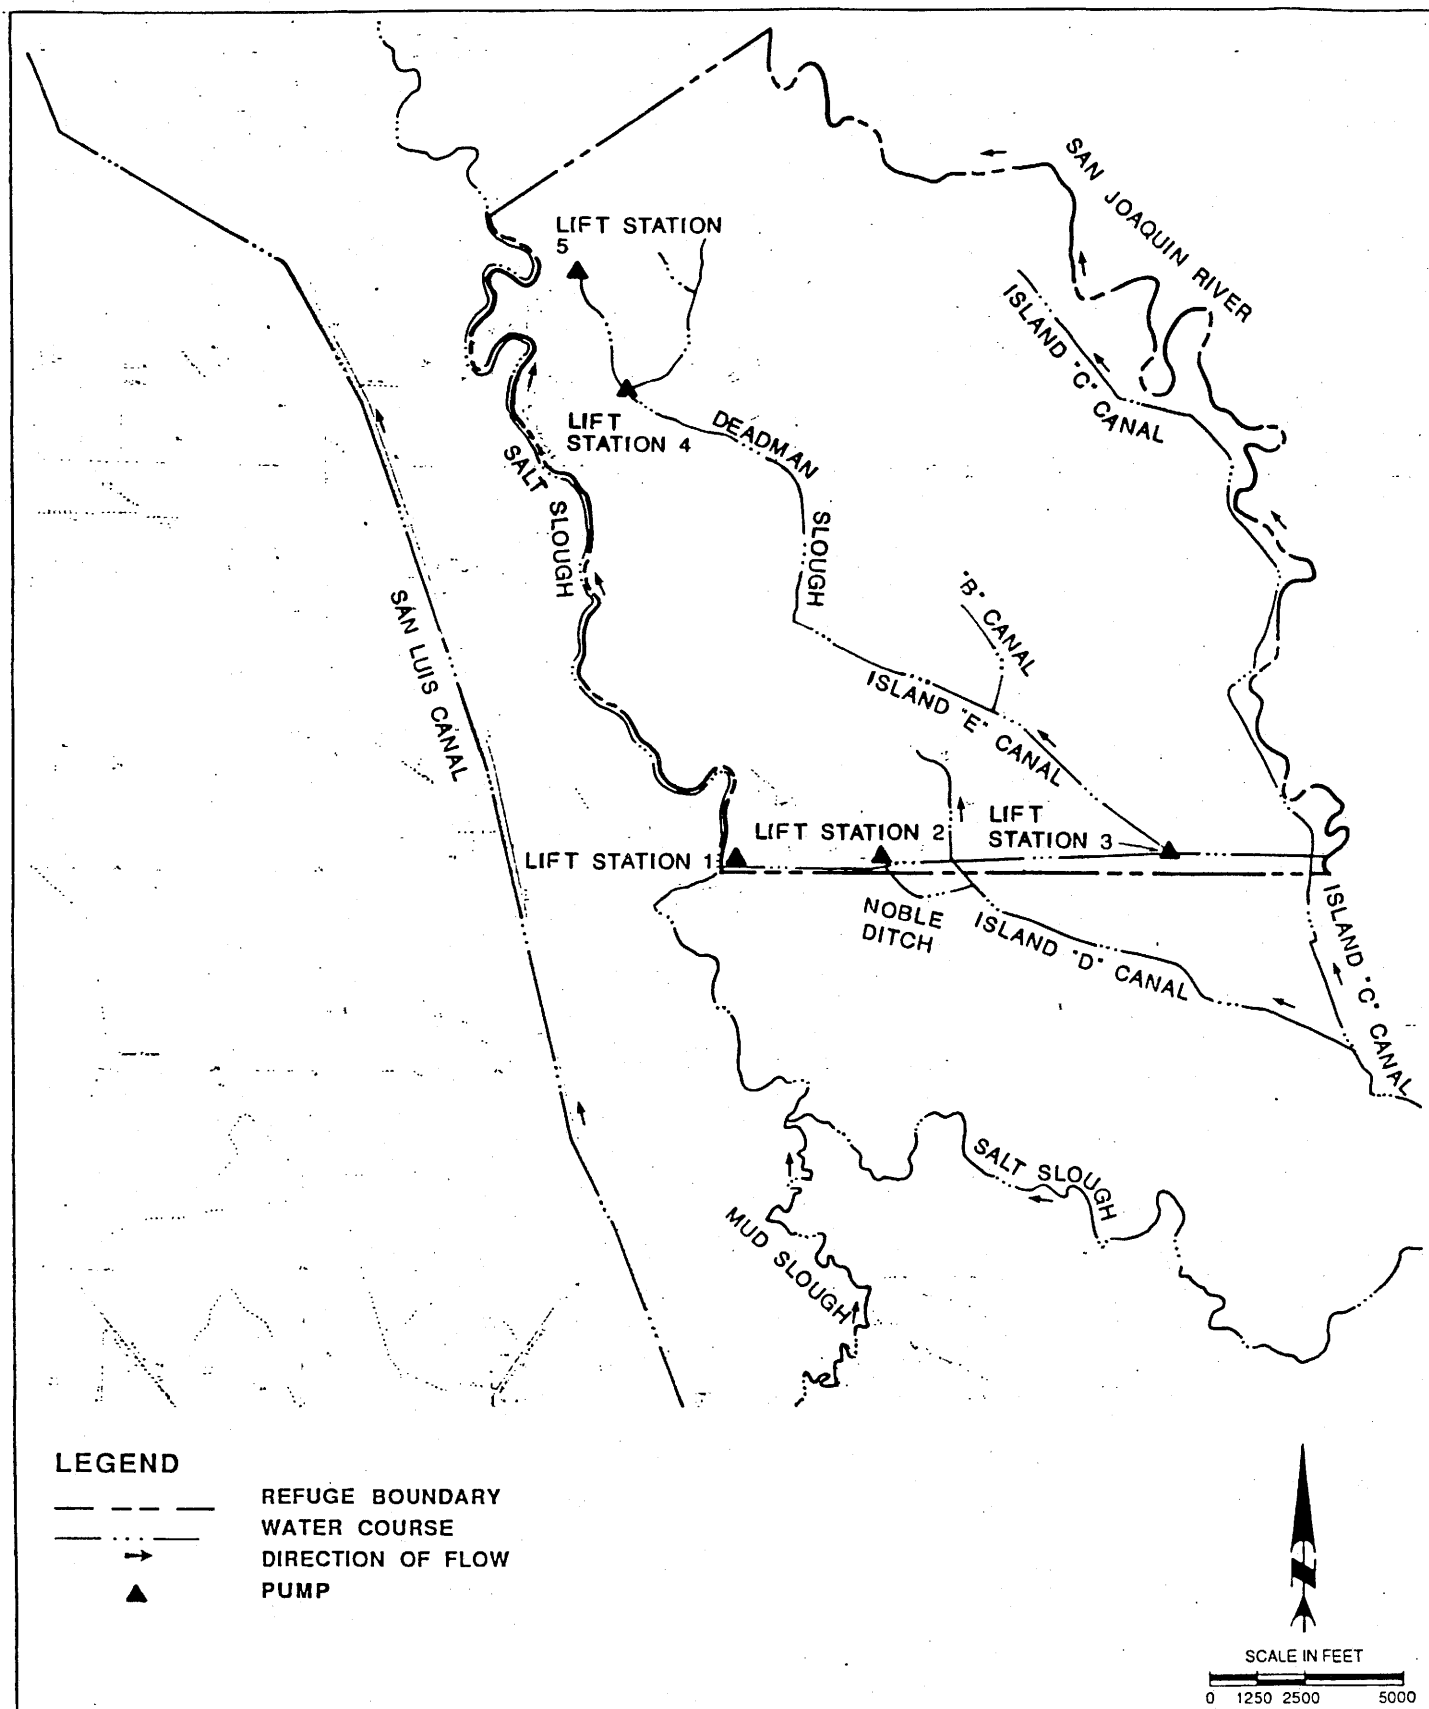 LIFT STATION
5
SAN JOAQUIN RIVER
ISLAND "C" CANAL
LIFT
STATION 4
DEADMAN
SLOUGH
SALT SLOUGH
SAN LUIS CANAL
"B" CANAL
ISLAND "E" CANAL
LIFT STATION 2
LIFT
STATION 3
LIFT STATION 1
NOBLE
DITCH
ISLAND "D" CANAL
ISLAND "C" CANAL
SALT SLOUGH
MUD SLOUGH
LEGEND
REFUGE BOUNDARY
WATER COURSE
DIRECTION OF FLOW
PUMP
N
SCALE IN FEET
0 1250 2500 5000